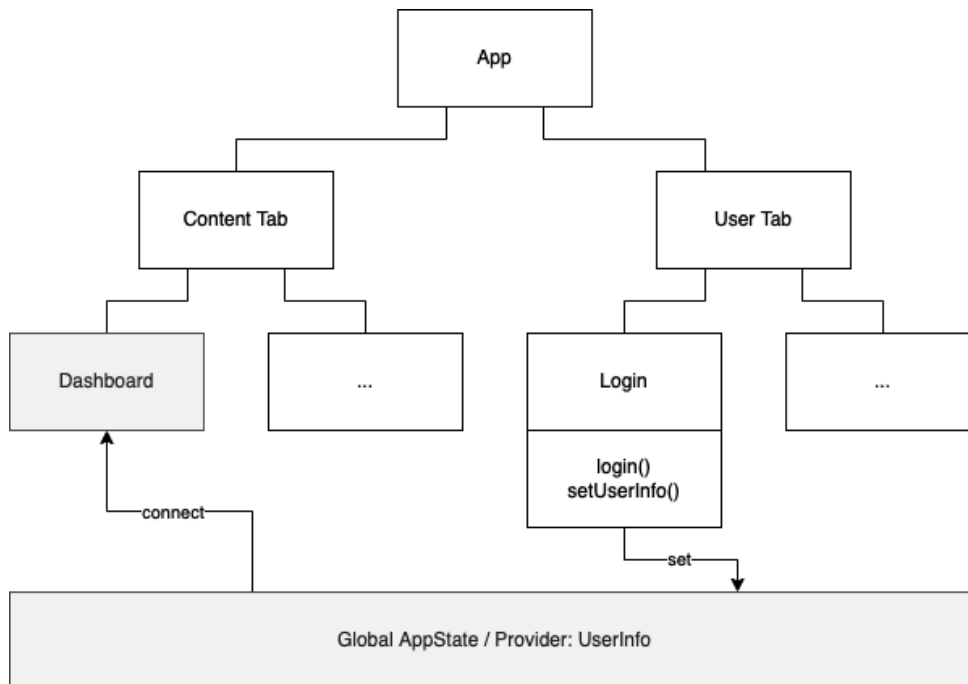 App
Content Tab
User Tab
Dashboard
...
Login
...
login()
setUserInfo()
connect
set
Global AppState / Provider: UserInfo